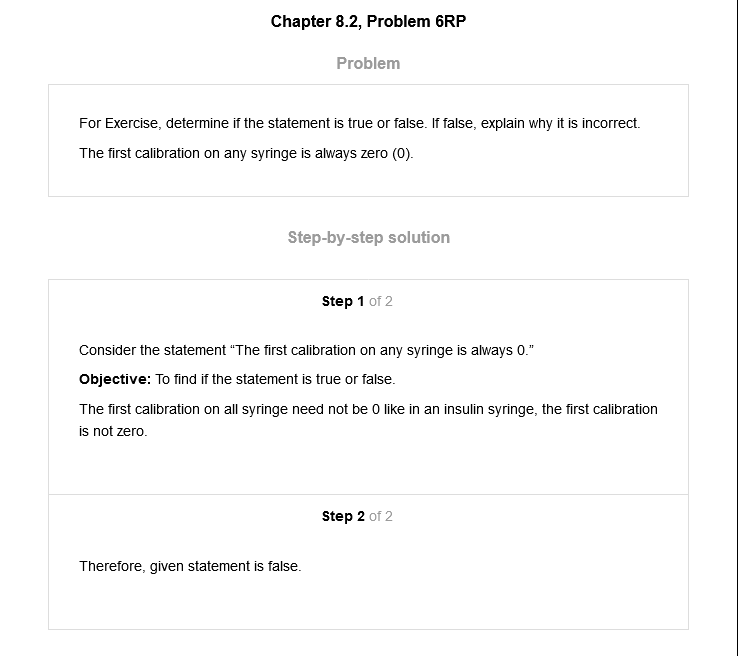 Chapter 8.2, Problem 6RP
Problem
For Exercise, determine if the statement is true or false. If false, explain why it is incorrect.
The first calibration on any syringe is always zero (0).
Step-by-step solution
Step 1 of 2
Consider the statement “The first calibration on any syringe is always 0.”
Objective: To find if the statement is true or false.
The first calibration on all syringe need not be 0 like in an insulin syringe, the first calibration
is not zero.
Step 2 of 2
Therefore, given statement is false.